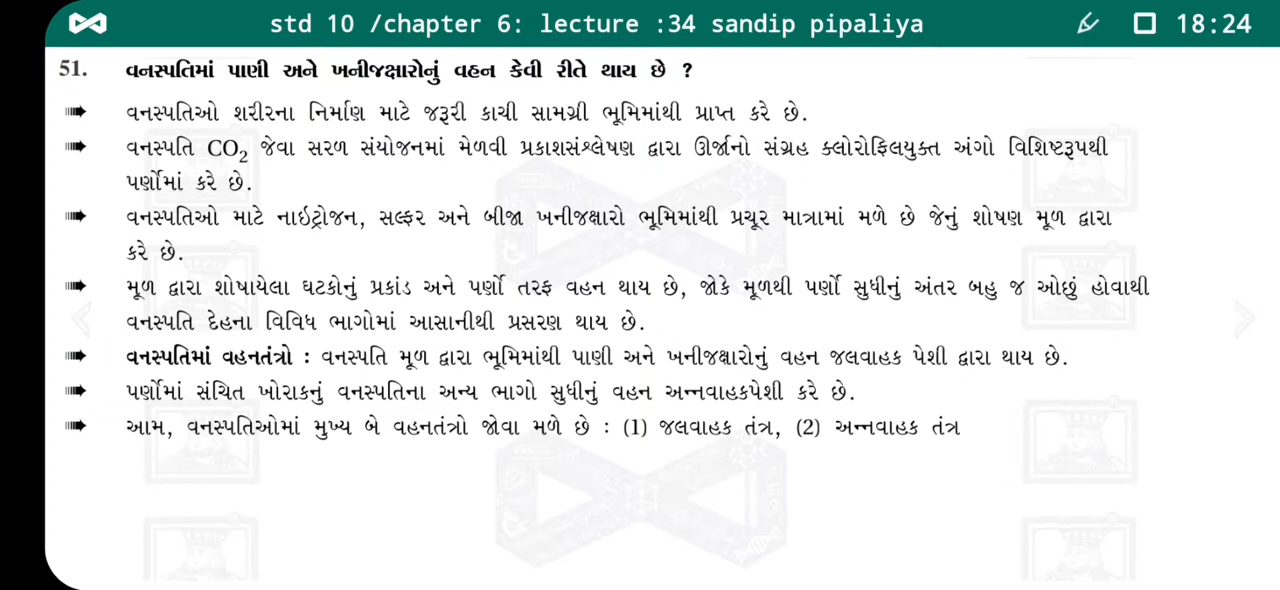 std 10 /chapter 6: lecture :34 sandip pipaliya 18:24
51. વનસ્પતિમાં પાણી અને ખનીજક્ષારોનું વહન કેવી રીતે થાય છે ?
➠ વનસ્પતિઓ શરીરના નિર્માણ માટે જરૂરી કાચી સામગ્રી ભૂમિમાંથી પ્રાપ્ત કરે છે.
➠ વનસ્પતિ CO₂ જેવા સરળ સંયોજનમાં મેળવી પ્રકાશસંશ્લેષણ દ્વારા ઊર્જાનો સંગ્રહ ક્લોરોફિલયુક્ત અંગો વિશિષ્ટરૂપથી
પર્ણોમાં કરે છે.
➠ વનસ્પતિઓ માટે નાઇટ્રોજન, સલ્ફર અને બીજા ખનીજક્ષારો ભૂમિમાંથી પ્રચૂર માત્રામાં મળે છે જેનું શોષણ મૂળ દ્વારા
કરે છે.
➠ મૂળ દ્વારા શોષાયેલા ઘટકોનું પ્રકાંડ અને પર્ણો તરફ વહન થાય છે, જોકે મૂળથી પર્ણો સુધીનું અંતર બહુ જ ઓછું હોવાથી
વનસ્પતિ દેહના વિવિધ ભાગોમાં આસાનીથી પ્રસરણ થાય છે.
➠ વનસ્પતિમાં વહનતંત્રો : વનસ્પતિ મૂળ દ્વારા ભૂમિમાંથી પાણી અને ખનીજક્ષારોનું વહન જલવાહક પેશી દ્વારા થાય છે.
➠ પર્ણોમાં સંચિત ખોરાકનું વનસ્પતિના અન્ય ભાગો સુધીનું વહન અન્નવાહકપેશી કરે છે.
➠ આમ, વનસ્પતિઓમાં મુખ્ય બે વહનતંત્રો જોવા મળે છે : (1) જલવાહક તંત્ર, (2) અન્નવાહક તંત્ર